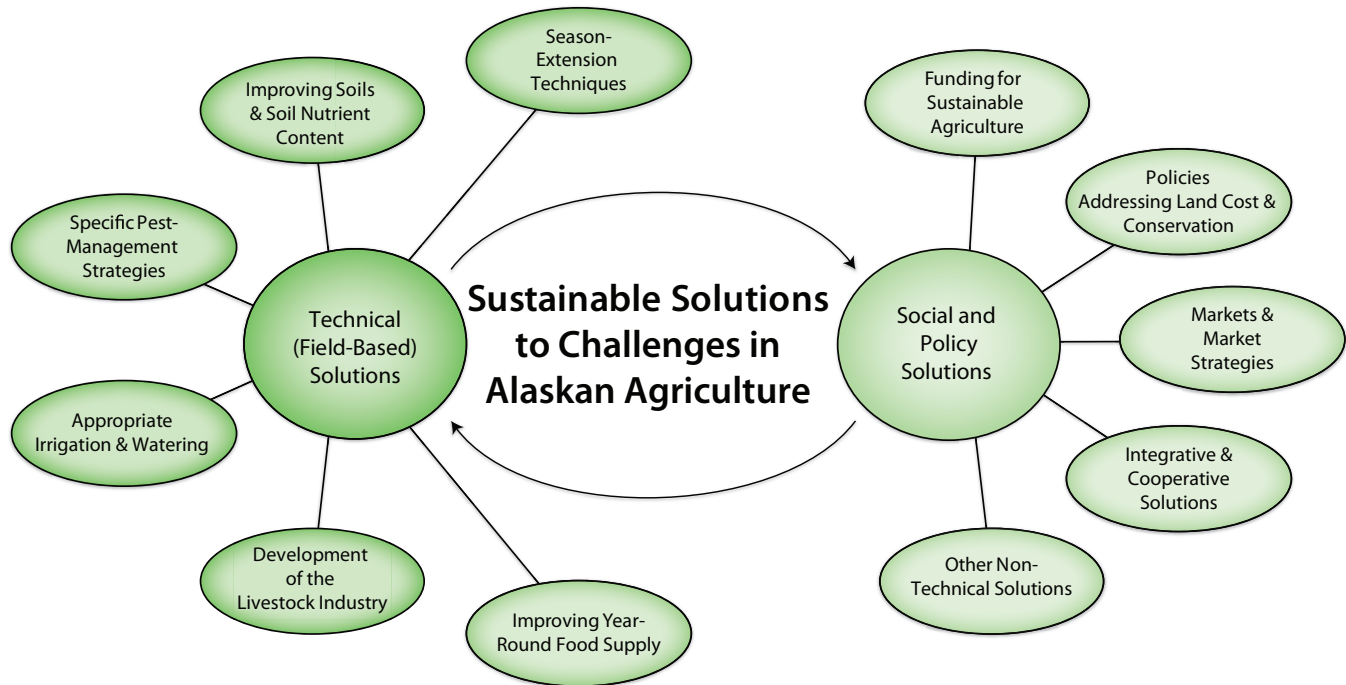 Season-
Extension
Techniques
Improving Soils
& Soil Nutrient
Content
Specific Pest-
Management
Strategies
Technical
(Field-Based)
Solutions
Appropriate
Irrigation & Watering
Development
of the
Livestock Industry
Improving Year-
Round Food Supply
Sustainable Solutions
to Challenges in
Alaskan Agriculture
Funding for
Sustainable
Agriculture
Policies
Addressing Land Cost &
Conservation
Social and
Policy
Solutions
Markets &
Market
Strategies
Integrative &
Cooperative
Solutions
Other Non-
Technical Solutions